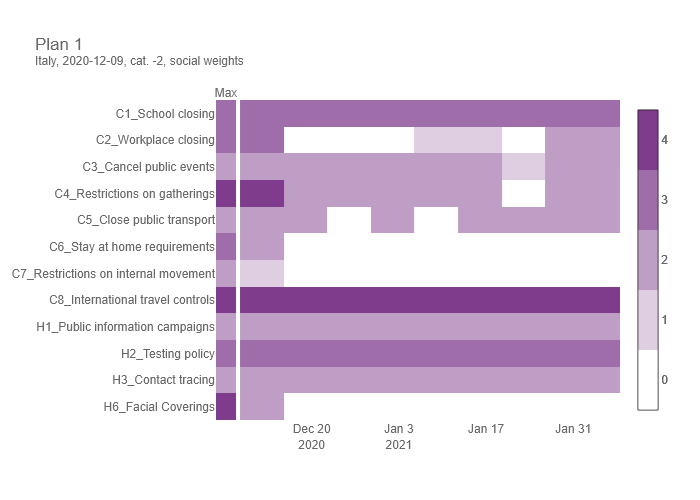 Plan 1
Italy, 2020-12-09, cat. -2, social weights
Max
C1_School closing
C2_Workplace closing
C3_Cancel public events
C4_Restrictions on gatherings
C5_Close public transport
C6_Stay at home requirements
C7_Restrictions on internal movement
C8_International travel controls
H1_Public information campaigns
H2_Testing policy
H3_Contact tracing
H6_Facial Coverings
Dec 20 Jan 3 Jan 17 Jan 31
2020 2021
4
3
2
1
0